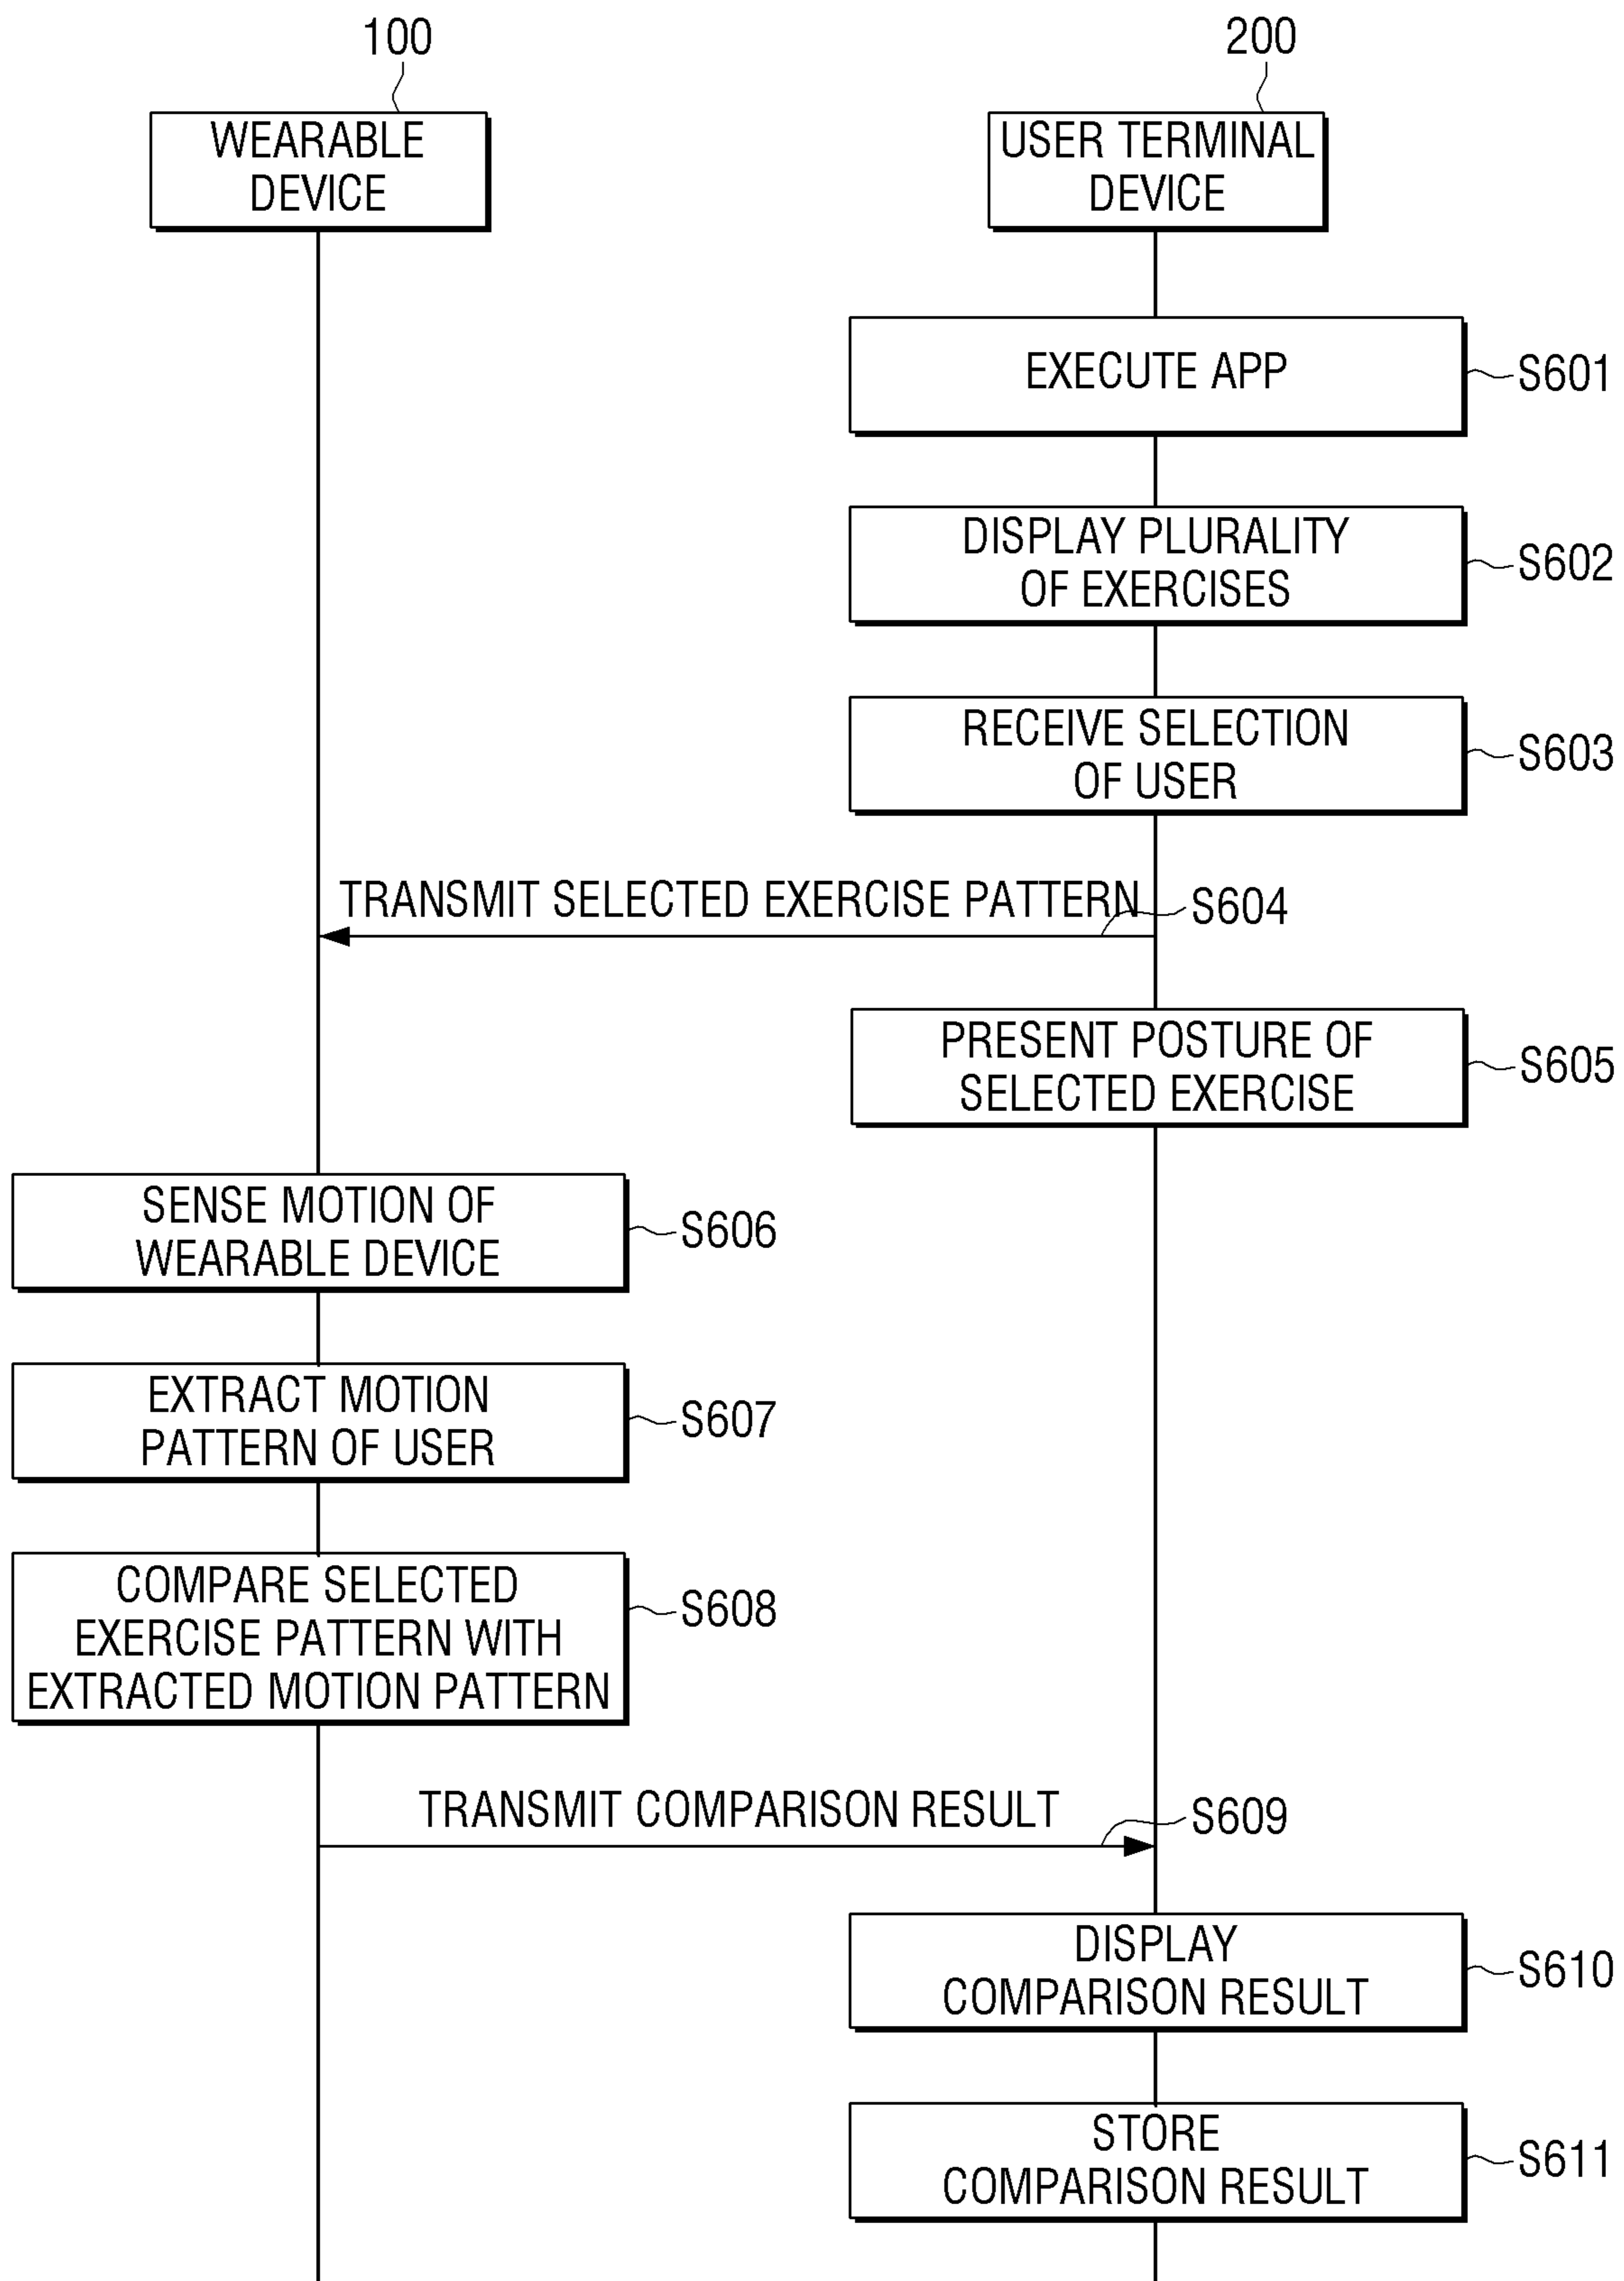 100
200
WEARABLE
DEVICE
USER TERMINAL
DEVICE
EXECUTE APP
S601
DISPLAY PLURALITY
OF EXERCISES
S602
RECEIVE SELECTION
OF USER
S603
TRANSMIT SELECTED EXERCISE PATTERN
S604
PRESENT POSTURE OF
SELECTED EXERCISE
S605
SENSE MOTION OF
WEARABLE DEVICE
S606
EXTRACT MOTION
PATTERN OF USER
S607
COMPARE SELECTED
EXERCISE PATTERN WITH
EXTRACTED MOTION PATTERN
S608
TRANSMIT COMPARISON RESULT
S609
DISPLAY
COMPARISON RESULT
S610
STORE
COMPARISON RESULT
S611